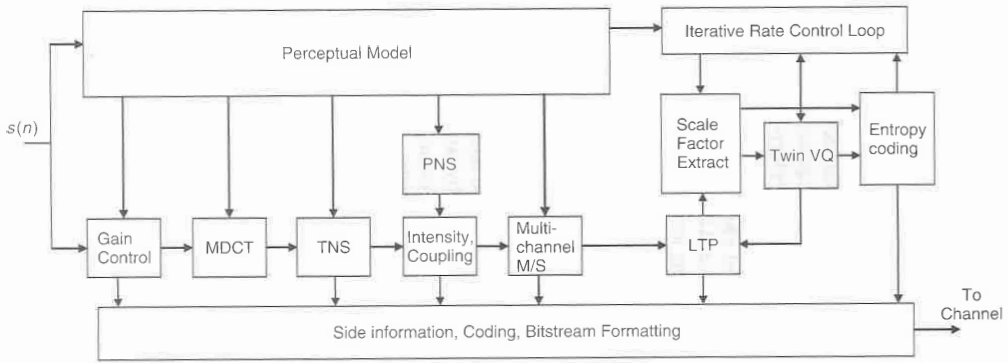 Perceptual Model
Iterative Rate Control Loop
s(n)
PNS
Scale
Factor
Extract
Twin VQ
Entropy
coding
Gain
Control
MDCT
TNS
Intensity,
Coupling
Multi-
channel
M/S
LTP
Side information, Coding, Bitstream Formatting
To
Channel